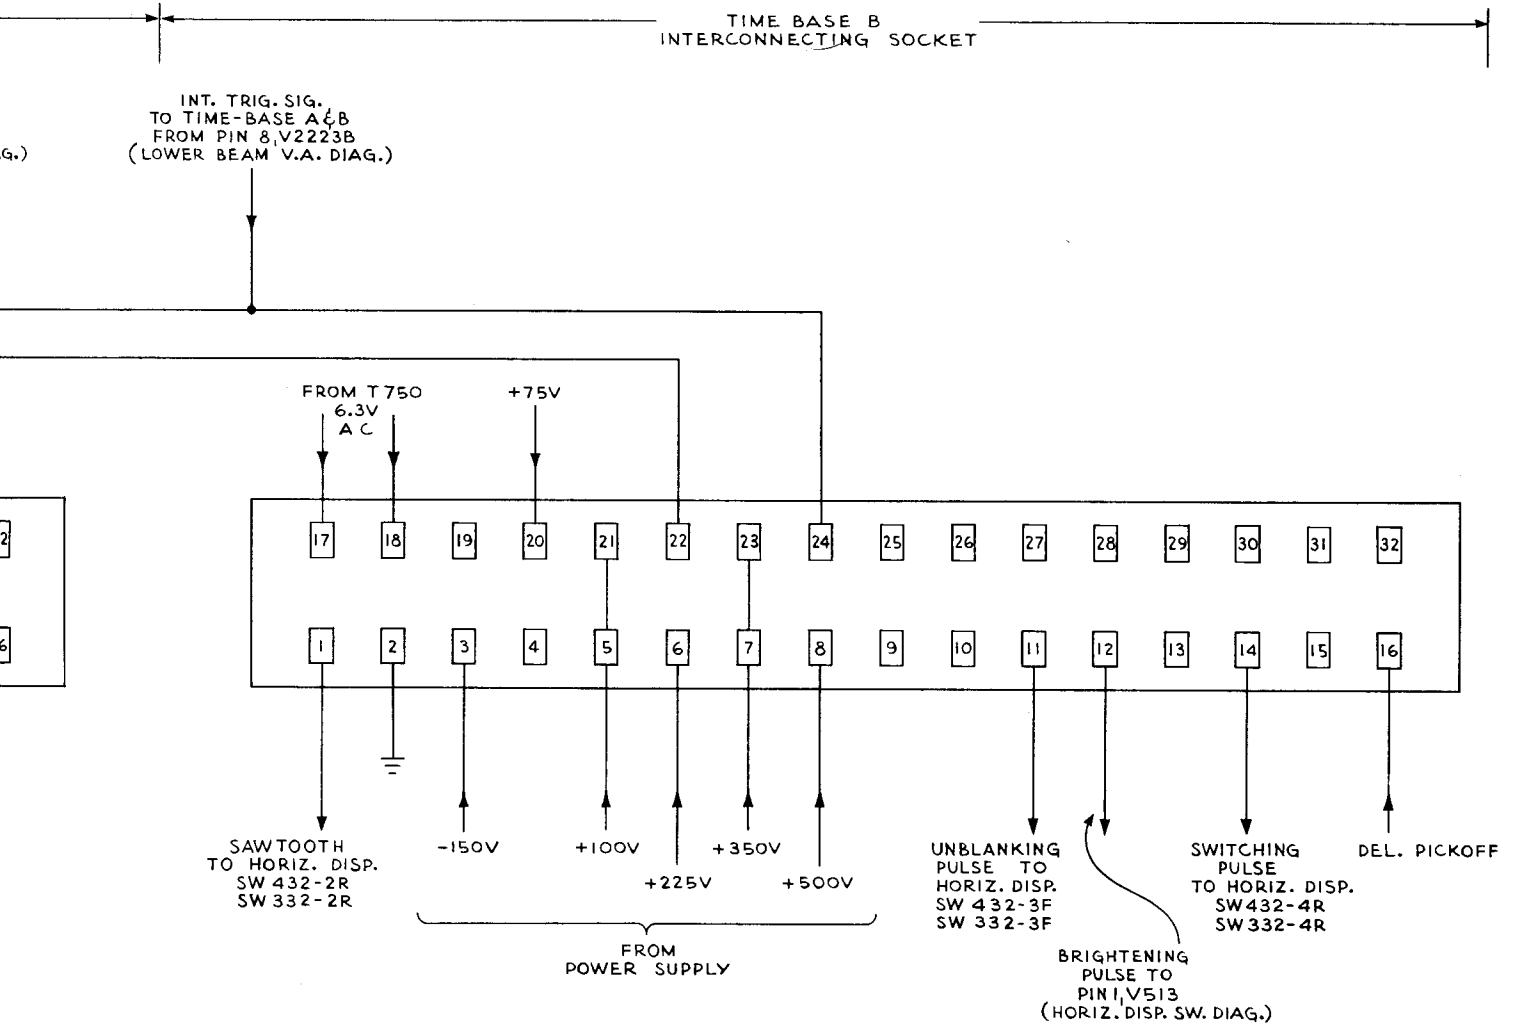 TIME BASE B
INTERCONNECTING SOCKET
INT. TRIG. SIG.
TO TIME-BASE A&B
FROM PIN 8, V2223B
(LOWER BEAM V.A. DIAG.)
G.)
FROM T750
6.3V
AC
+75V
2
17 18 19 20 21 22 23 24 25 26 27 28 29 30 31 32
6
1 2 3 4 5 6 7 8 9 10 11 12 13 14 15 16
SAWTOOTH
TO HORIZ. DISP.
SW 432-2R
SW 332-2R
-150V
+100V
+225V
+350V
+500V
FROM
POWER SUPPLY
UNBLANKING
PULSE TO
HORIZ. DISP.
SW 432-3F
SW 332-3F
BRIGHTENING
PULSE TO
PIN 1, V513
(HORIZ. DISP. SW. DIAG.)
SWITCHING
PULSE
TO HORIZ. DISP.
SW432-4R
SW 332-4R
DEL. PICKOFF